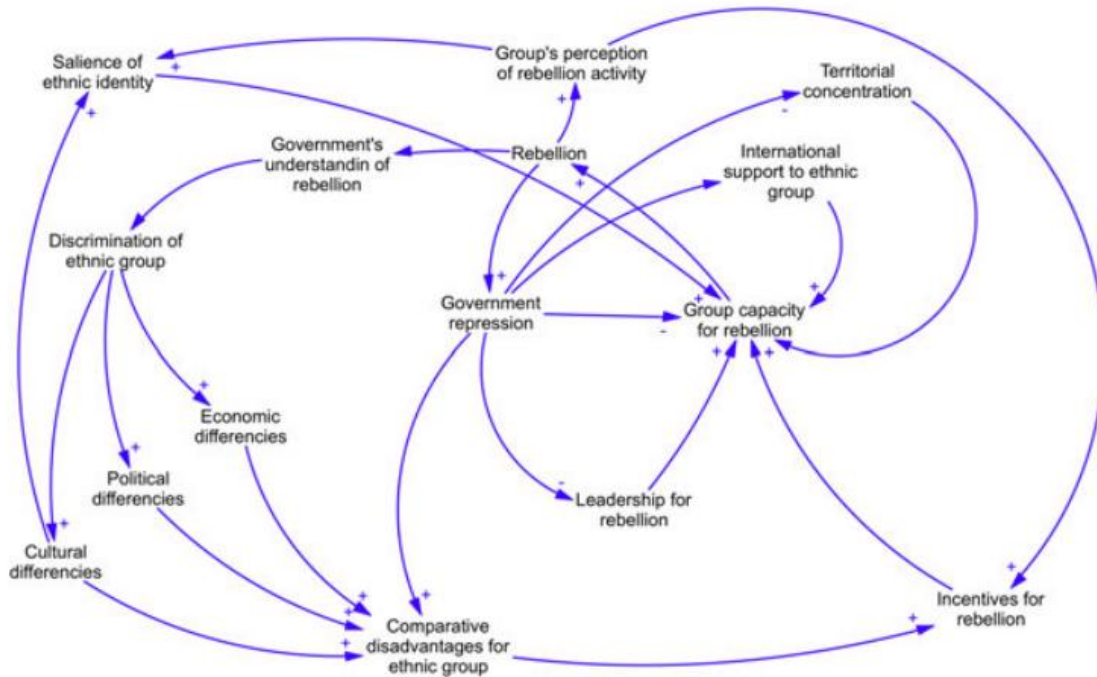 Salience of
ethnic identity
+
Group's perception
of rebellion activity
Territorial
concentration
+
+
-
Government's
understandin of
rebellion
Rebellion
International
support to ethnic
group
+
Discrimination of
ethnic group
+
+
Government
repression
+
Group capacity
for rebellion
-
+
+
+
Economic
differencies
+
Political
differencies
-
Leadership for
rebellion
+
Cultural
differencies
+
Incentives for
rebellion
+
+
+
+
Comparative
disadvantages for
ethnic group
+
+